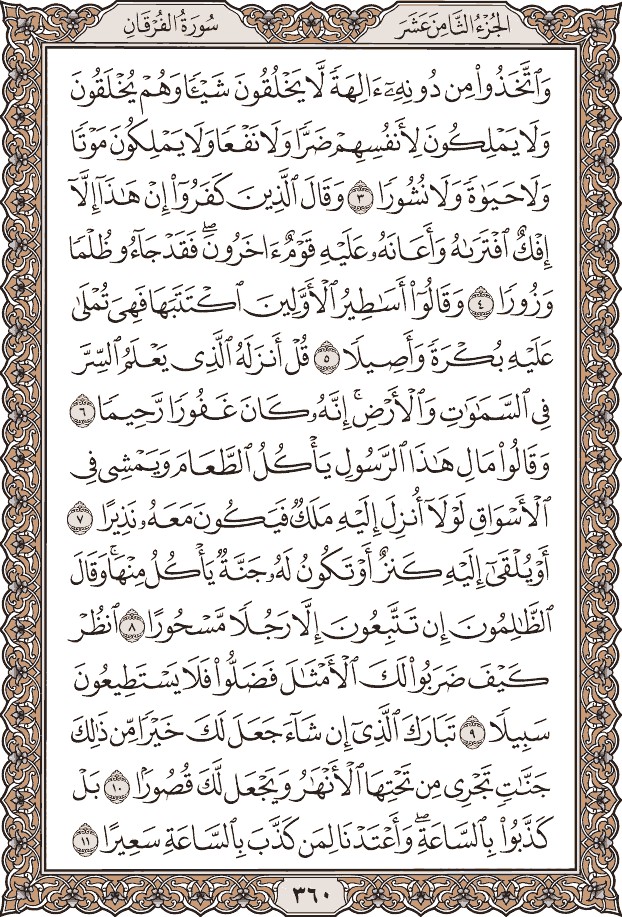 الجُزْءُ الثَّامِنَ عَشَرَ
سُورَةُ الفُرْقَانِ
وَٱتَّخَذُواْ مِن دُونِهِۦٓ ءَالِهَةٗ لَّا يَخۡلُقُونَ شَيۡـٔٗا وَهُمۡ يُخۡلَقُونَ
وَلَا يَمۡلِكُونَ لِأَنفُسِهِمۡ ضَرّٗا وَلَا نَفۡعٗا وَلَا يَمۡلِكُونَ مَوۡتٗا
وَلَا حَيَوٰةٗ وَلَا نُشُورٗا ٣ وَقَالَ ٱلَّذِينَ كَفَرُوٓاْ إِنۡ هَٰذَآ إِلَّآ
إِفۡكٌ ٱفۡتَرَىٰهُ وَأَعَانَهُۥ عَلَيۡهِ قَوۡمٌ ءَاخَرُونَۖ فَقَدۡ جَآءُو ظُلۡمٗا
وَزُورٗا ٤ وَقَالُوٓاْ أَسَٰطِيرُ ٱلۡأَوَّلِينَ ٱكۡتَتَبَهَا فَهِيَ تُمۡلَىٰ
عَلَيۡهِ بُكۡرَةٗ وَأَصِيلٗا ٥ قُلۡ أَنزَلَهُ ٱلَّذِي يَعۡلَمُ ٱلسِّرَّ
فِي ٱلسَّمَٰوَٰتِ وَٱلۡأَرۡضِۚ إِنَّهُۥ كَانَ غَفُورٗا رَّحِيمٗا ٦
وَقَالُواْ مَالِ هَٰذَا ٱلرَّسُولِ يَأۡكُلُ ٱلطَّعَامَ وَيَمۡشِي فِي
ٱلۡأَسۡوَاقِ لَوۡلَآ أُنزِلَ إِلَيۡهِ مَلَكٞ فَيَكُونَ مَعَهُۥ نَذِيرًا ٧
أَوۡ يُلۡقَىٰٓ إِلَيۡهِ كَنزٌ أَوۡ تَكُونُ لَهُۥ جَنَّةٞ يَأۡكُلُ مِنۡهَاۚ وَقَالَ
ٱلظَّٰلِمُونَ إِن تَتَّبِعُونَ إِلَّا رَجُلٗا مَّسۡحُورًا ٨ ٱنظُرۡ
كَيۡفَ ضَرَبُواْ لَكَ ٱلۡأَمۡثَٰلَ فَضَلُّواْ فَلَا يَسۡتَطِيعُونَ
سَبِيلٗا ٩ تَبَارَكَ ٱلَّذِيٓ إِن شَآءَ جَعَلَ لَكَ خَيۡرٗا مِّن ذَٰلِكَ
جَنَّٰتٖ تَجۡرِي مِن تَحۡتِهَا ٱلۡأَنۡهَٰرُ وَيَجۡعَل لَّكَ قُصُورَۢا ١٠ بَلۡ
كَذَّبُواْ بِٱلسَّاعَةِۖ وَأَعۡتَدۡنَا لِمَن كَذَّبَ بِٱلسَّاعَةِ سَعِيرًا ١١
٣٦٠